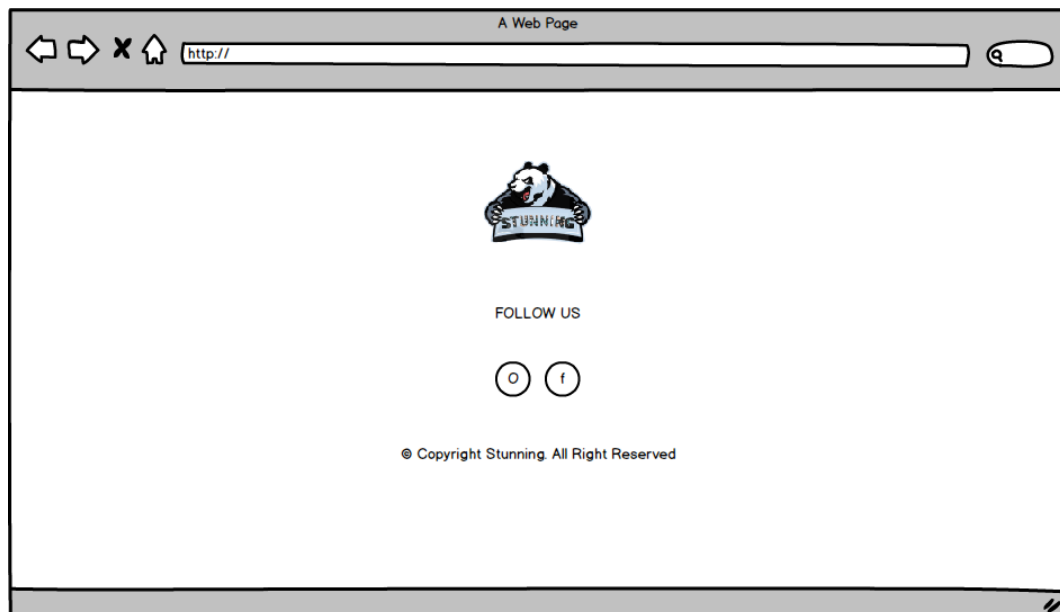 A Web Page
http://
STUNNING
FOLLOW US
O f
© Copyright Stunning. All Right Reserved